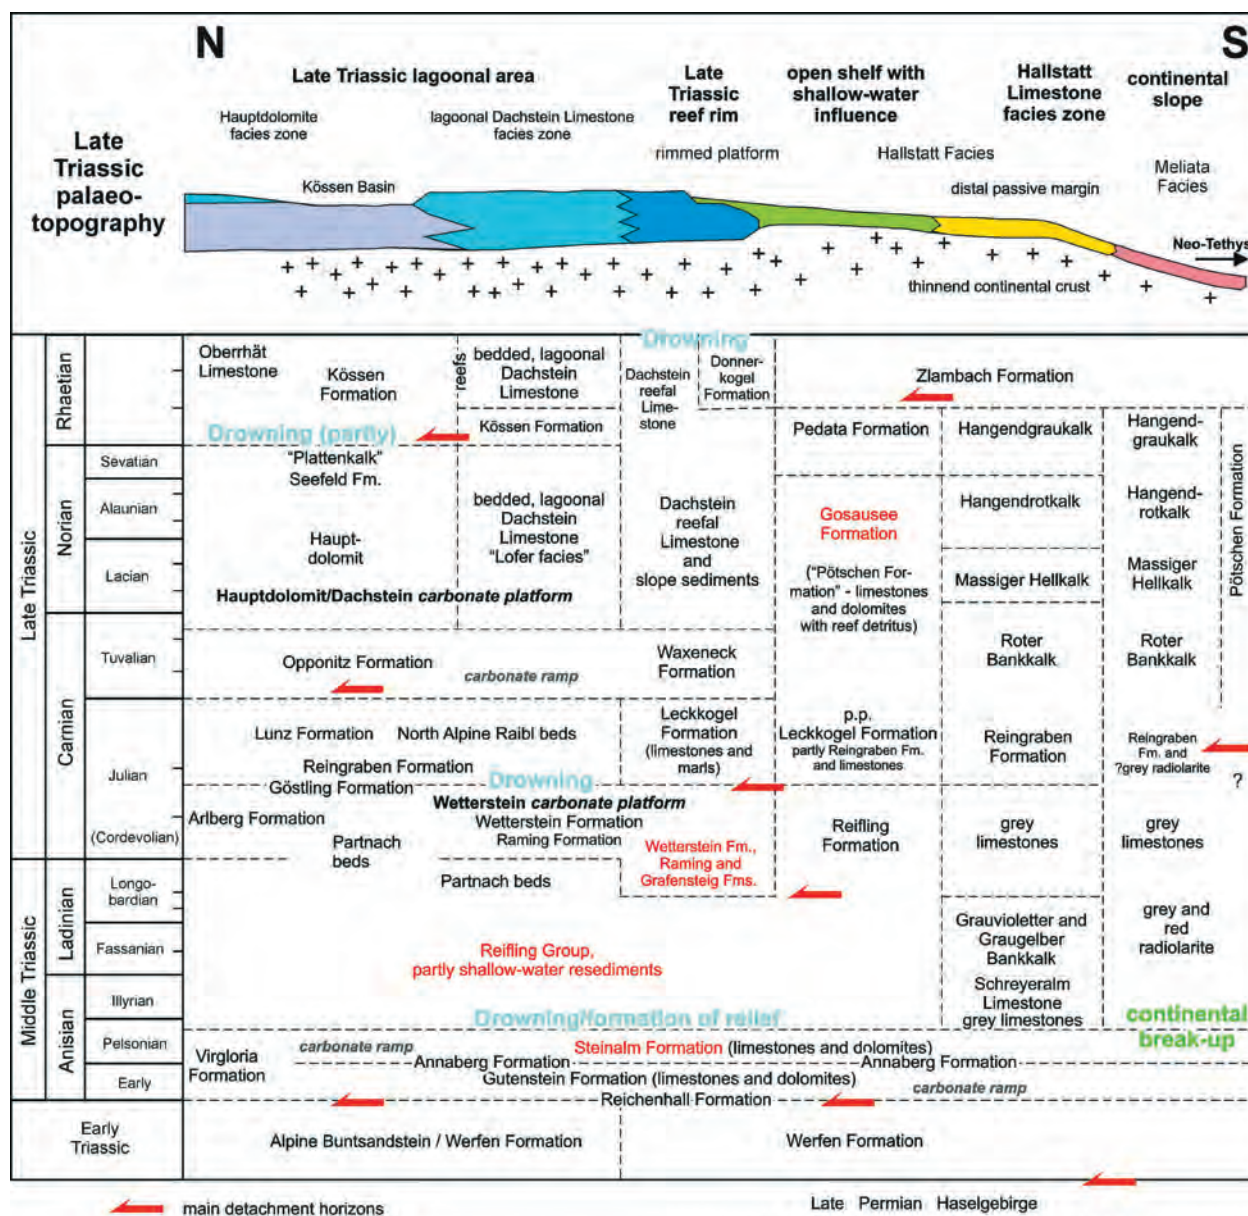 N
S
Late Triassic lagoonal area
Late
Triassic
reef rim
open shelf with
shallow-water
influence
Hallstatt
Limestone
facies zone
continental
slope
Hauptdolomite
facies zone
lagoonal Dachstein Limestone
facies zone
rimmed platform
Hallstatt Facies
Meliata
Facies
Late
Triassic
palaeo-
topography
Kössen Basin
distal passive margin
Neo-Tethys
thinnend continental crust
Late Triassic
Middle Triassic
Rhaetian
Norian
Carnian
Ladinian
Anisian
Sevatian
Alaunian
Lacian
Tuvalian
Julian
(Cordevolian)
Longo-
bardian
Fassanian
Illyrian
Pelsonian
Early
Early
Triassic
Oberrhät
Limestone
Kössen
Formation
reefs
bedded, lagoonal
Dachstein
Limestone
Kössen Formation
Drowning
Dachstein
reefal
Lime-
stone
Donner-
kogel
Formation
Zlambach Formation
Drowning (partly)
Pedata Formation
Hangendgraukalk
Hangend-
graukalk
"Plattenkalk"
Seefeld Fm.
Haupt-
dolomit
bedded, lagoonal
Dachstein
Limestone
"Lofer facies"
Dachstein
reefal
Limestone
and
slope sediments
Gosausee
Formation
("Pötschen For-
mation" - limestones
and dolomites
with reef detritus)
Hangendrotkalk
Hangend-
rotkalk
Massiger Hellkalk
Massiger
Hellkalk
Pötschen Formation
Hauptdolomit/Dachstein carbonate platform
Opponitz Formation
carbonate ramp
Waxeneck
Formation
Roter
Bankkalk
Roter
Bankkalk
Lunz Formation
North Alpine Raibl beds
Reingraben Formation
Göstling Formation
Leckkogel
Formation
(limestones and
marls)
p.p.
Leckkogel Formation
partly Reingraben Fm.
and limestones
Reingraben
Formation
Reingraben
Fm. and
?grey radiolarite
?
Drowning
Wetterstein carbonate platform
Arlberg Formation
Partnach
beds
Wetterstein Formation
Raming Formation
Partnach beds
Wetterstein Fm.,
Raming and
Grafensteig Fms.
Reifling
Formation
grey
limestones
grey
limestones
Reifling Group,
partly shallow-water resediments
Grauvioletter and
Graugelber
Bankkalk
grey and
red
radiolarite
Schreyeralm
Limestone
grey limestones
Drowning/formation of relief
continental
break-up
Virgloria
Formation
carbonate ramp
Steinalm Formation (limestones and dolomites)
Annaberg Formation
Annaberg Formation
Gutenstein Formation (limestones and dolomites)
carbonate ramp
Reichenhall Formation
Alpine Buntsandstein / Werfen Formation
Werfen Formation
main detachment horizons
Late Permian Haselgebirge